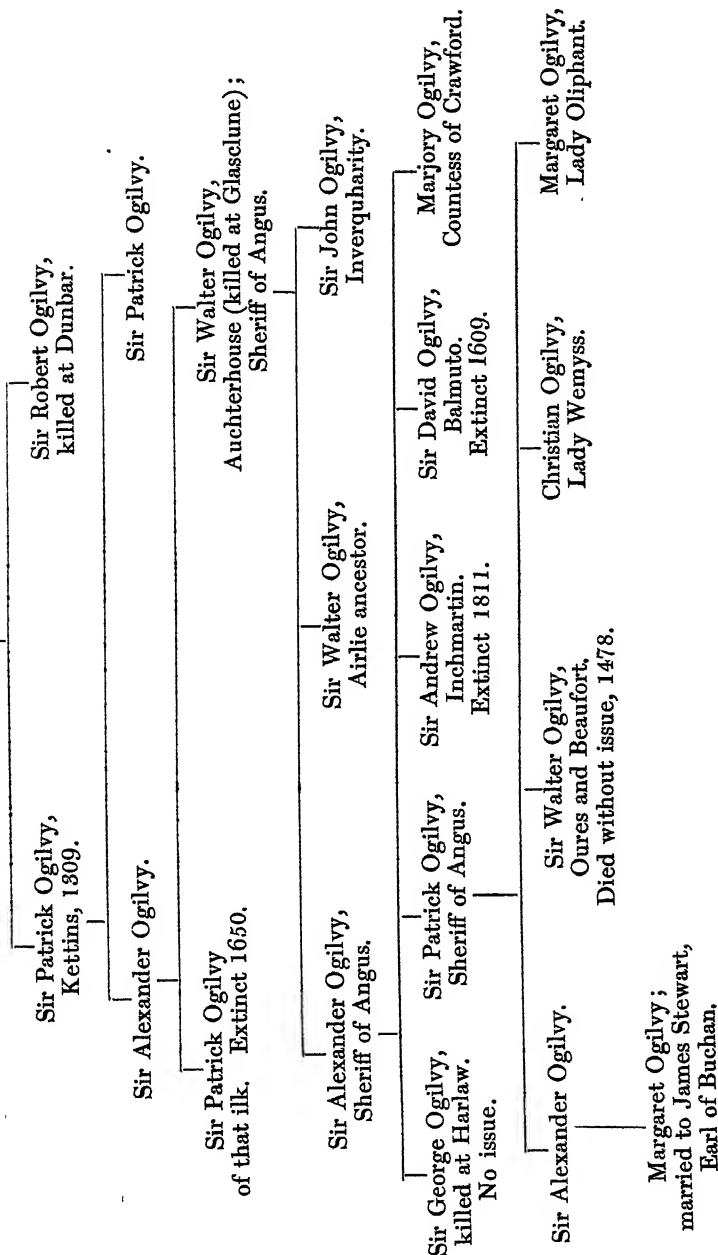 Sir Patrick Ogilvy,
Kettins, 1309.
Sir Robert Ogilvy,
killed at Dunbar.
Sir Alexander Ogilvy.
Sir Patrick Ogilvy.
Sir Patrick Ogilvy
of that ilk. Extinct 1650.
Sir Walter Ogilvy,
Auchterhouse (killed at Glasclune);
Sheriff of Angus.
Sir Alexander Ogilvy,
Sheriff of Angus.
Sir Walter Ogilvy,
Airlie ancestor.
Sir John Ogilvy,
Inverquharity.
Sir George Ogilvy,
killed at Harlaw.
No issue.
Sir Patrick Ogilvy,
Sheriff of Angus.
Sir Andrew Ogilvy,
Inchmartin.
Extinct 1811.
Sir David Ogilvy,
Balmuto.
Extinct 1609.
Marjory Ogilvy,
Countess of Crawford.
Sir Alexander Ogilvy.
Sir Walter Ogilvy,
Oures and Beaufort.
Died without issue, 1478.
Christian Ogilvy,
Lady Wemyss.
Margaret Ogilvy,
Lady Oliphant.
Margaret Ogilvy;
married to James Stewart,
Earl of Buchan.